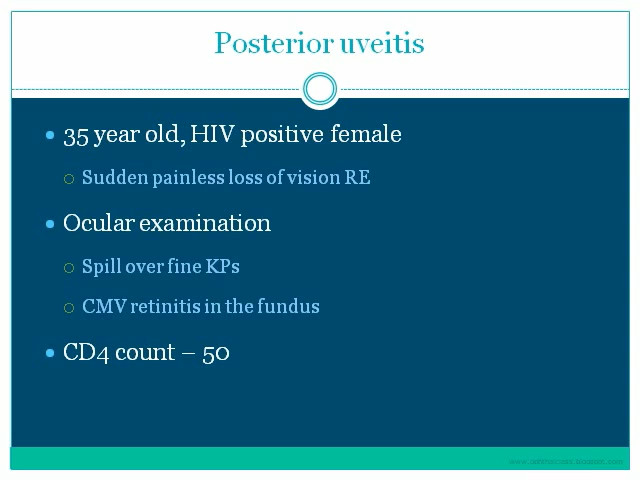 Posterior uveitis
35 year old, HIV positive female
Sudden painless loss of vision RE
Ocular examination
Spill over fine KPs
CMV retinitis in the fundus
CD4 count – 50